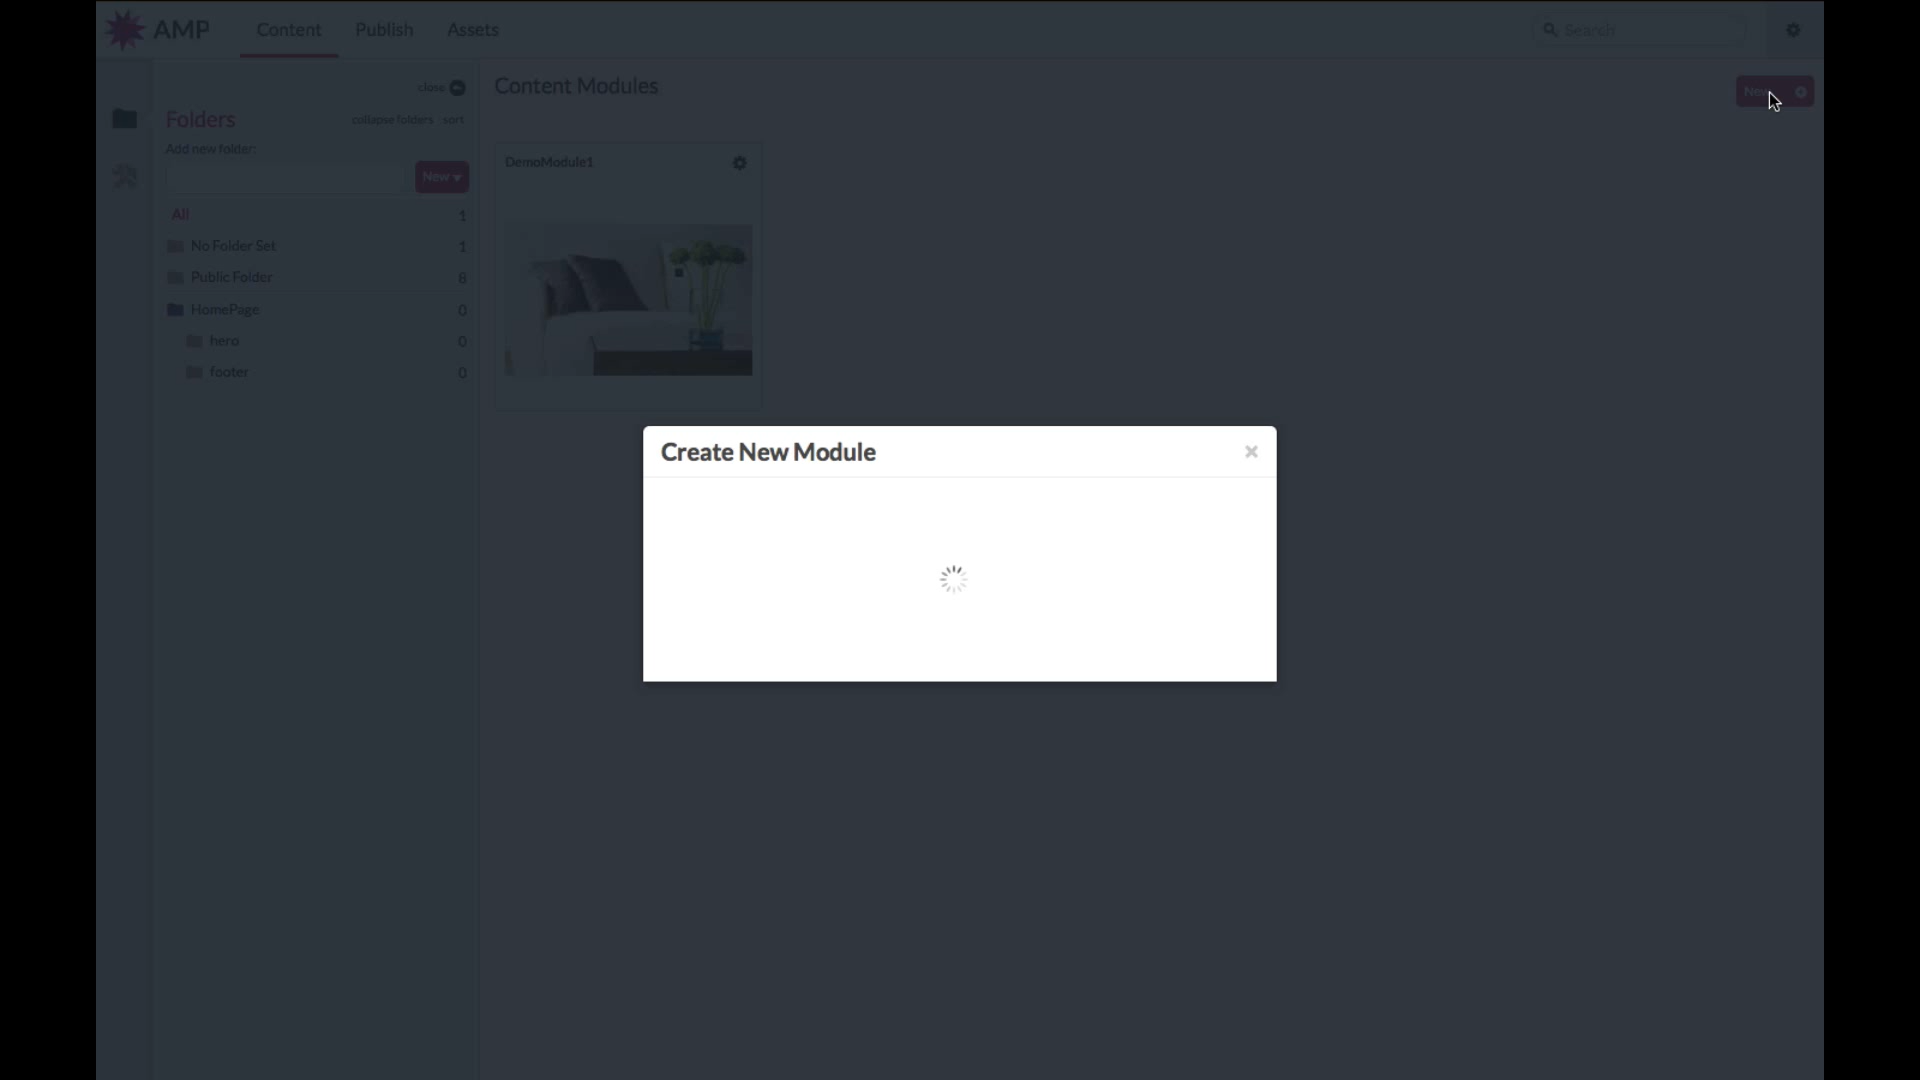 AMP
Content
Publish
Assets
Search
close
Content Modules
New
Folders
collapse folders
sort
Add new folder:
New
DemoModule1
All 1
No Folder Set 1
Public Folder 8
HomePage 0
hero 0
footer 0
Create New Module